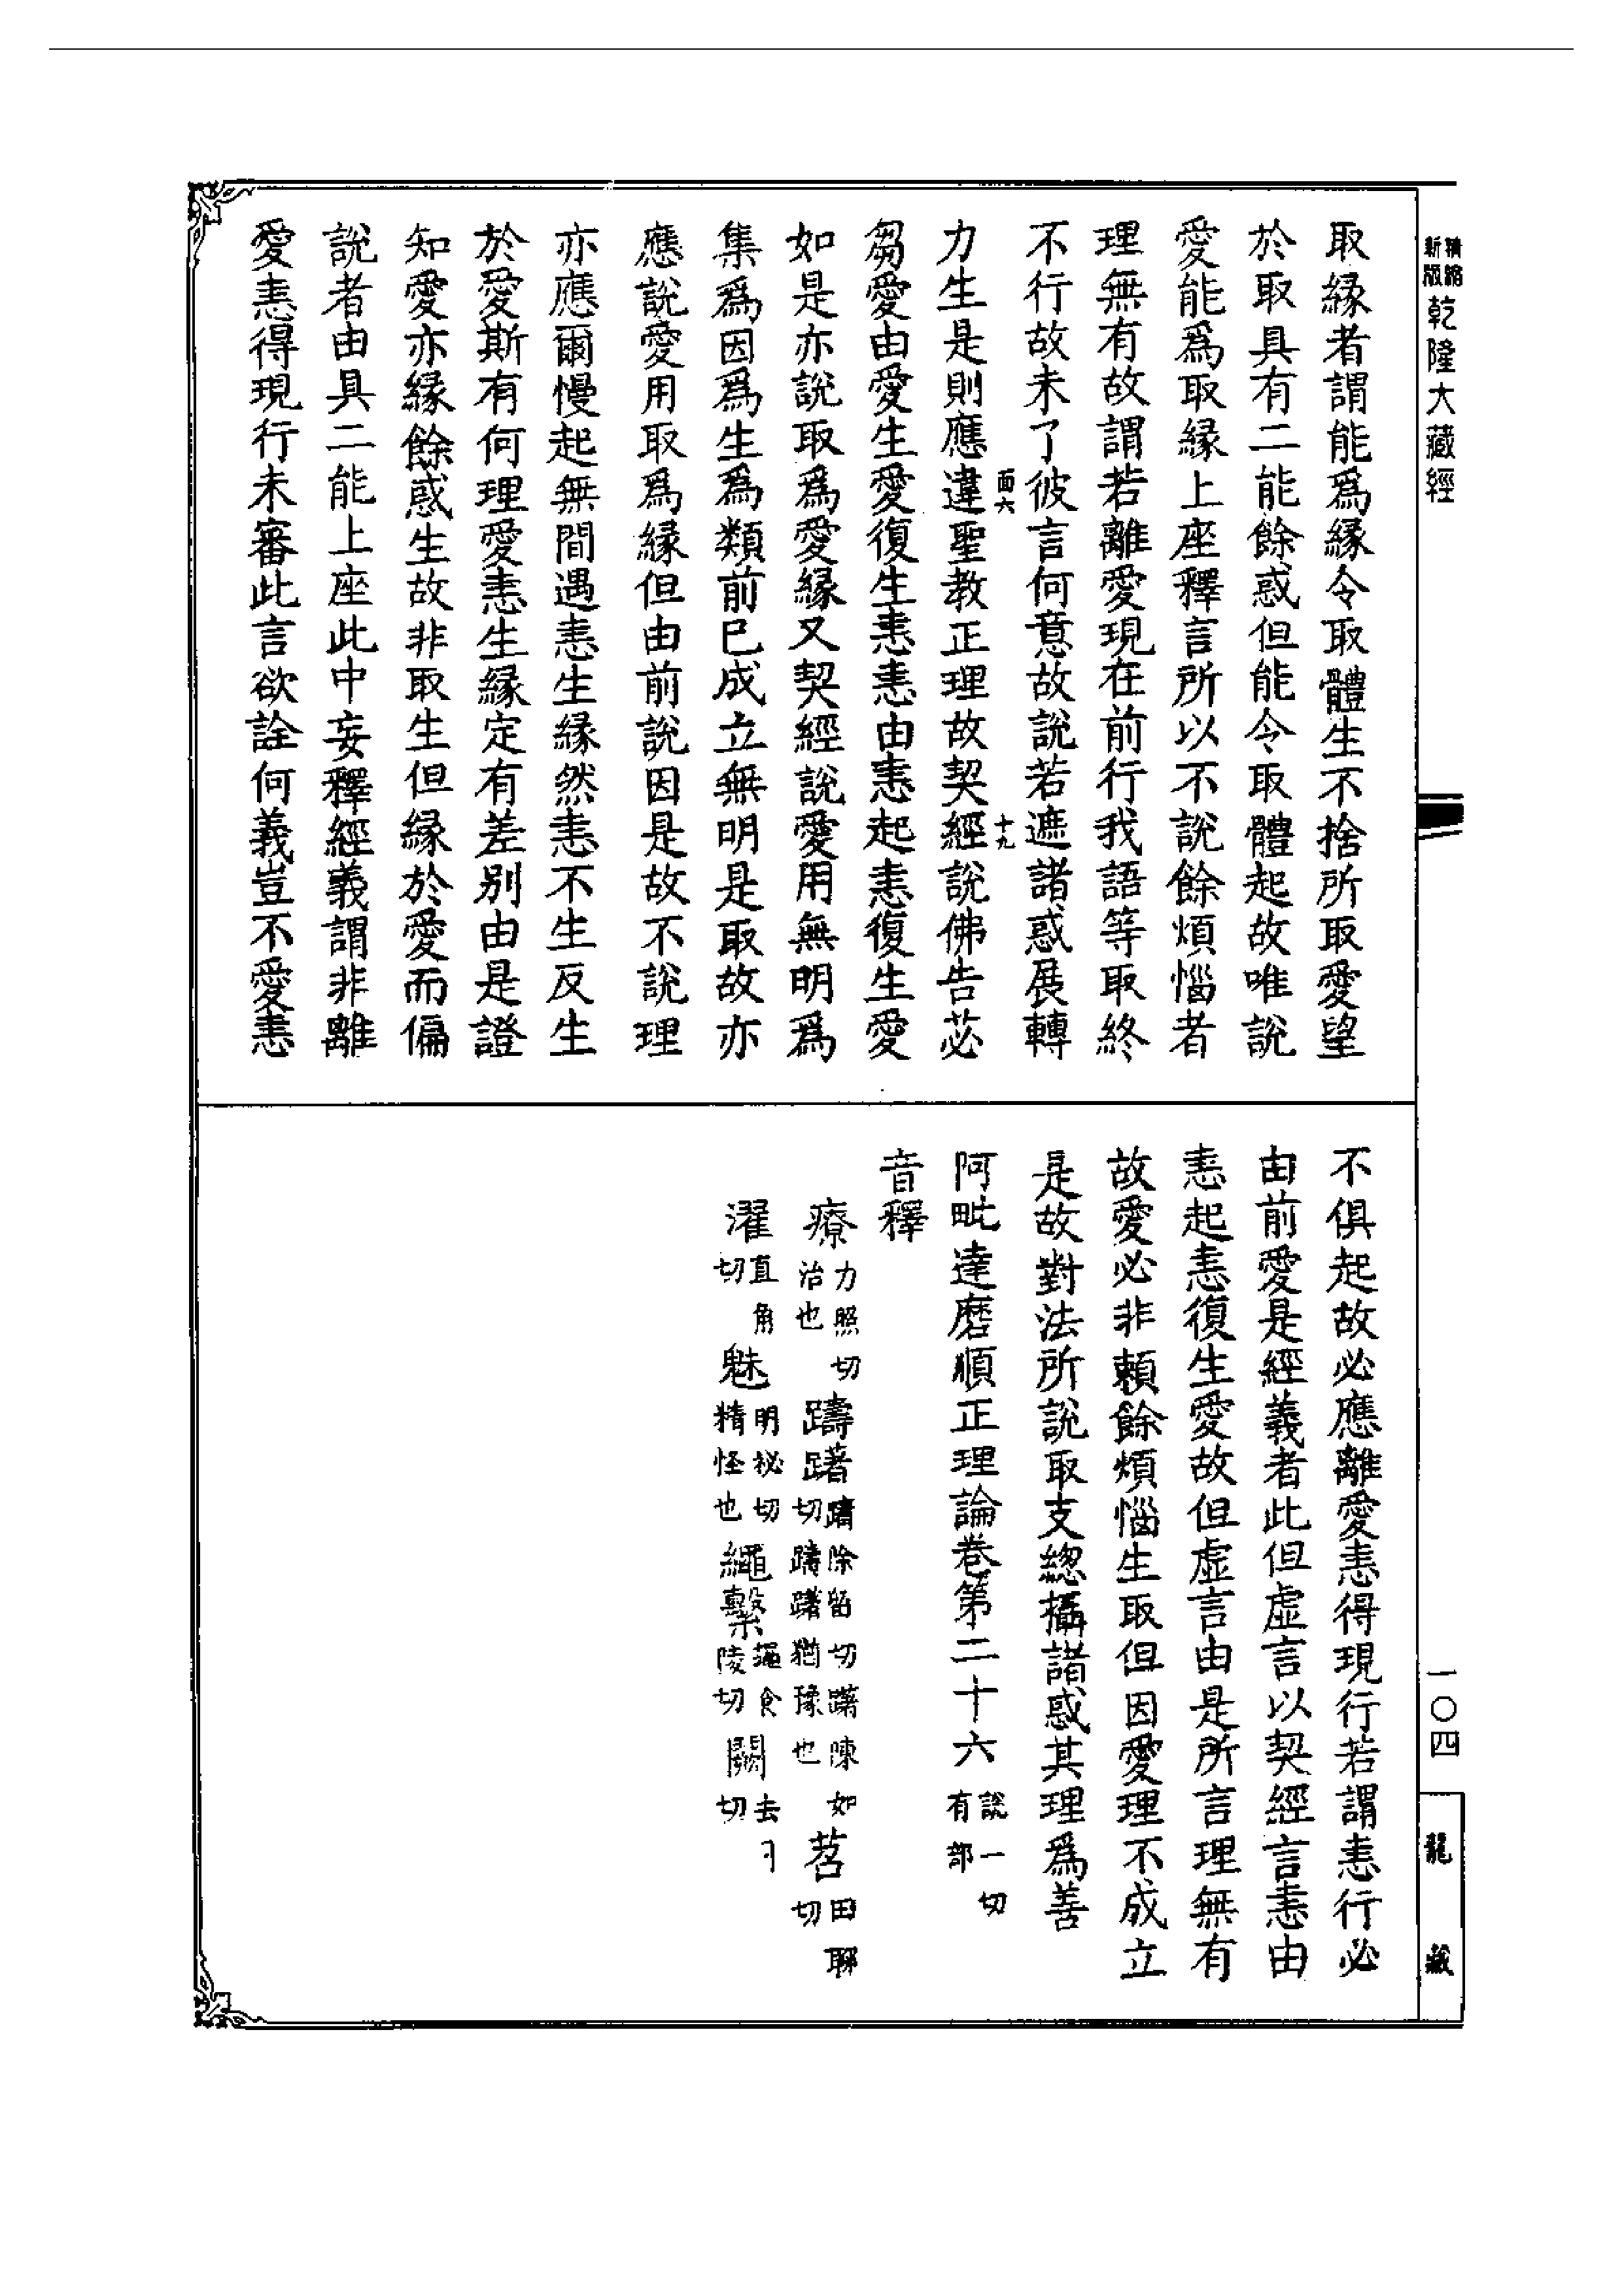 精縮新版
乾隆大藏經
一〇四
龍藏
取緣者謂能爲緣令取體生不捨所取愛望
於取具有二能餘惑但能令取體起故唯說
愛能爲取緣上座釋言所以不說餘煩惱者
理無有故謂若離愛現在前行我語等取終
不行故未了彼言何意故說若遮諸惑展轉
面六
十九
力生是則應違聖教正理故契經說佛告苾
芻愛由愛生愛復生恚恚由恚起恚復生愛
如是亦說取爲愛緣又契經說愛用無明爲
集爲因爲生爲類前已成立無明是取故亦
應說愛用取爲緣但由前說因是故不說理
亦應爾慢起無間遇恚生緣然恚不生反生
於愛斯有何理愛恚生緣定有差別由是證
知愛亦緣餘惑生故非取生但緣於愛而偏
說者由具二能上座此中妄釋經義謂非離
愛恚得現行未審此言欲詮何義豈不愛恚
不俱起故必應離愛恚得現行若謂恚行必
由前愛是經義者此但虛言以契經言恚由
恚起恚復生愛故但虛言由是所言理無有
故愛必非賴餘煩惱生取但因愛理不成立
是故對法所說取支總攝諸惑其理爲善
阿毗達磨順正理論卷第二十六說一切有部
音釋
療力照切治也 躊躇躊除留切躇陳如切躊躇猶豫也 苕田聊切
濯直角切 魅明祕切精怪也 繩繫繩食陵切 闕去切